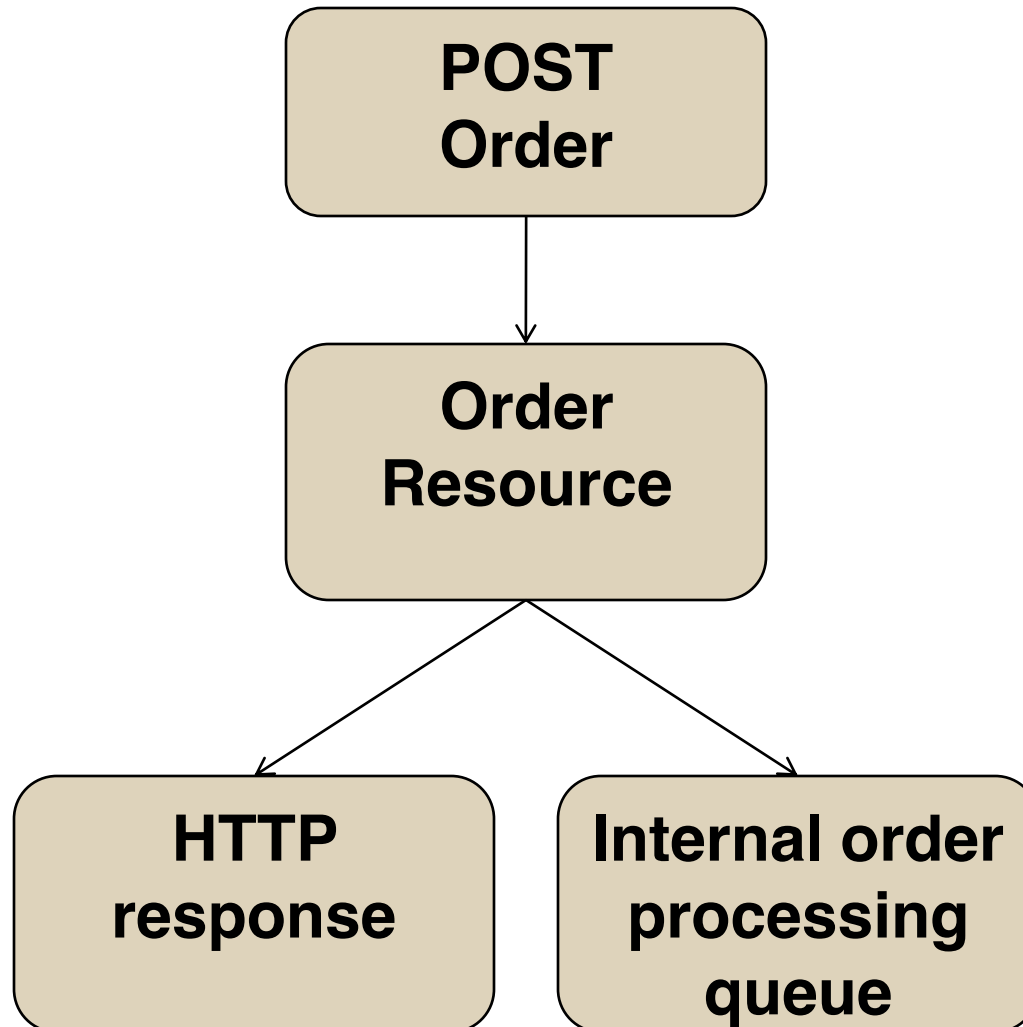 POST
Order
Order
Resource
HTTP
response
Internal order
processing
queue